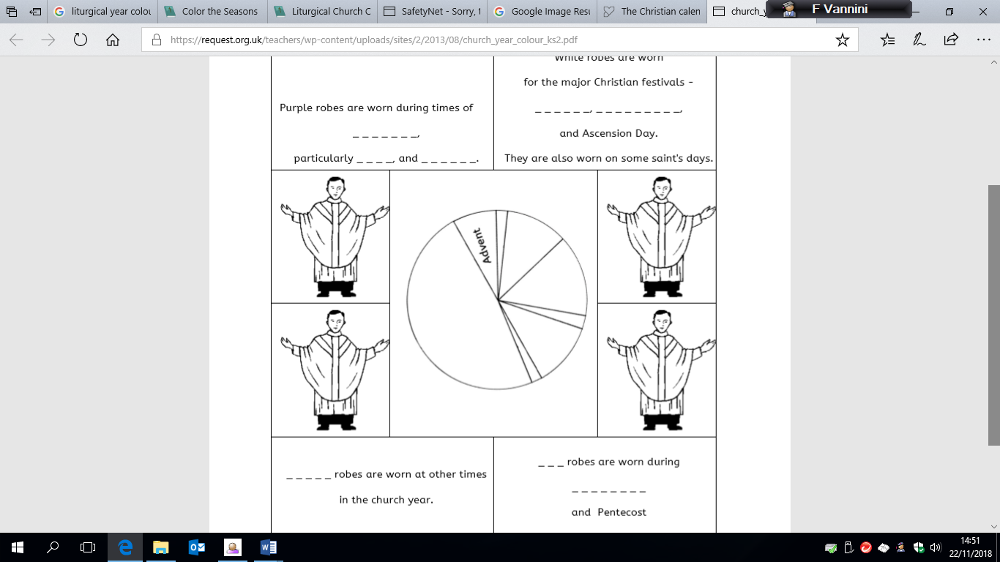 liturgical year colou
Color the Seasons
Liturgical Church C
SafetyNet - Sorry, t
Google Image Resu
The Christian calen
church_y
F Vannini
https://request.org.uk/teachers/wp-content/uploads/sites/2/2013/08/church_year_colour_ks2.pdf
Purple robes are worn during times of
_ _ _ _ _ _ _,
particularly _ _ _ _, and _ _ _ _ _ _.
White robes are worn
for the major Christian festivals -
_ _ _ _ _ _, _ _ _ _ _ _ _ _ _,
and Ascension Day.
They are also worn on some saint's days.
Advent
_ _ _ _ _ robes are worn at other times
in the church year.
_ _ _ robes are worn during
_ _ _ _ _ _ _ _
and Pentecost
14:51
22/11/2018